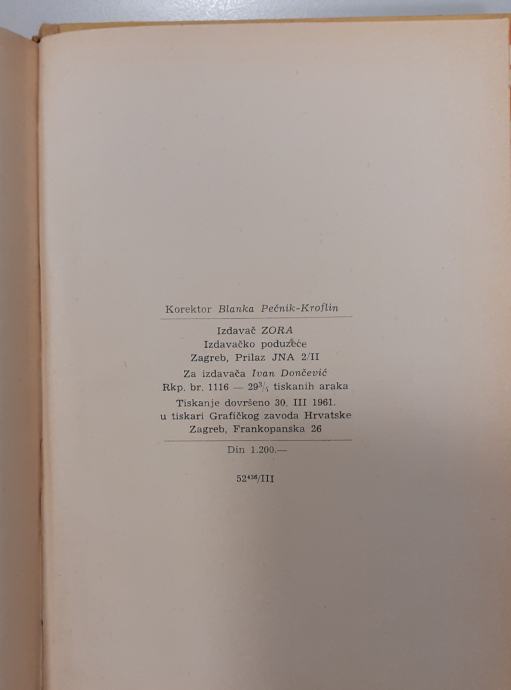 Korektor Blanka Pečnik-Kroflin
Izdavač ZORA
Izdavačko poduzeće
Zagreb, Prilaz JNA 2/II
Za izdavača Ivan Dončević
Rkp. br. 1116 — 29³/₄ tiskanih araka
Tiskanje dovršeno 30. III 1961.
u tiskari Grafičkog zavoda Hrvatske
Zagreb, Frankopanska 26
Din 1.200.—
52⁴³⁶/III